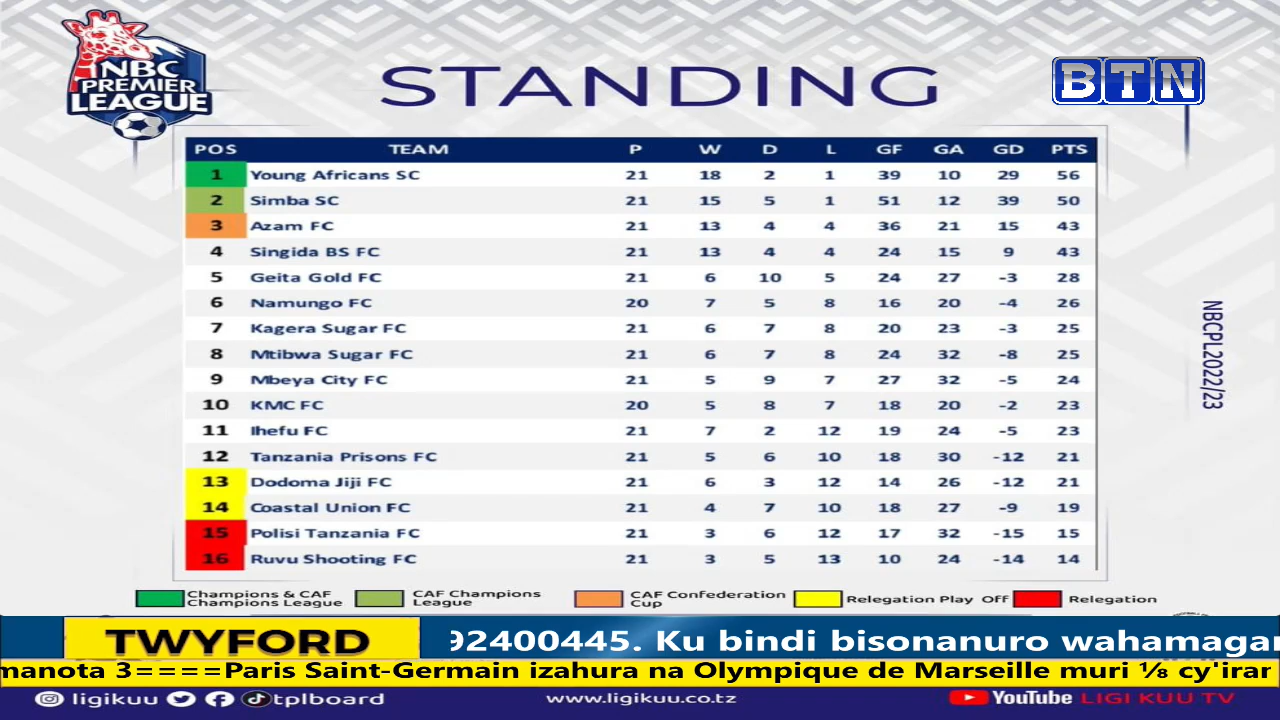 NBC
PREMIER
LEAGUE
STANDING
BTN
POS TEAM P W D L GF GA GD PTS
1 Young Africans SC 21 18 2 1 39 10 29 56
2 Simba SC 21 15 5 1 51 12 39 50
3 Azam FC 21 13 4 4 36 21 15 43
4 Singida BS FC 21 13 4 4 24 15 9 43
5 Geita Gold FC 21 6 10 5 24 27 -3 28
6 Namungo FC 20 7 5 8 16 20 -4 26
7 Kagera Sugar FC 21 6 7 8 20 23 -3 25
8 Mtibwa Sugar FC 21 6 7 8 24 32 -8 25
9 Mbeya City FC 21 5 9 7 27 32 -5 24
10 KMC FC 20 5 8 7 18 20 -2 23
11 Ihefu FC 21 7 2 12 19 24 -5 23
12 Tanzania Prisons FC 21 5 6 10 18 30 -12 21
13 Dodoma Jiji FC 21 6 3 12 14 26 -12 21
14 Coastal Union FC 21 4 7 10 18 27 -9 19
15 Polisi Tanzania FC 21 3 6 12 17 32 -15 15
16 Ruvu Shooting FC 21 3 5 13 10 24 -14 14
NBCPL2022/23
Champions & CAF Champions League
CAF Champions League
CAF Confederation Cup
Relegation Play Off
Relegation
TWYFORD
92400445. Ku bindi bisonanuro wahamagar
manota 3====Paris Saint-Germain izahura na Olympique de Marseille muri ⅛ cy'irar
ligikuu tplboard www.ligikuu.co.tz YouTube LIGI KUU TV